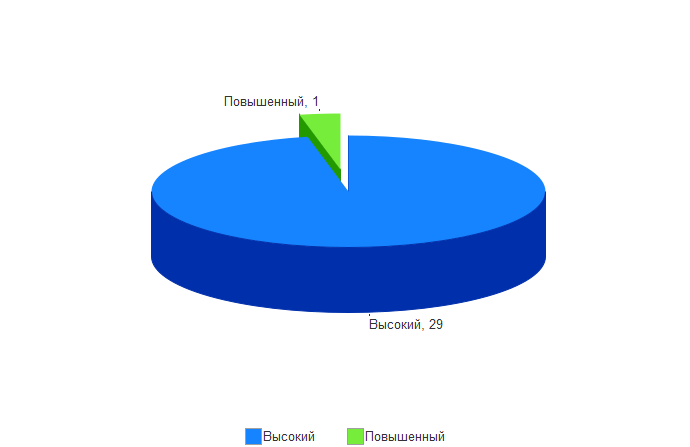 Повышенный, 1
Высокий, 29
Высокий
Повышенный